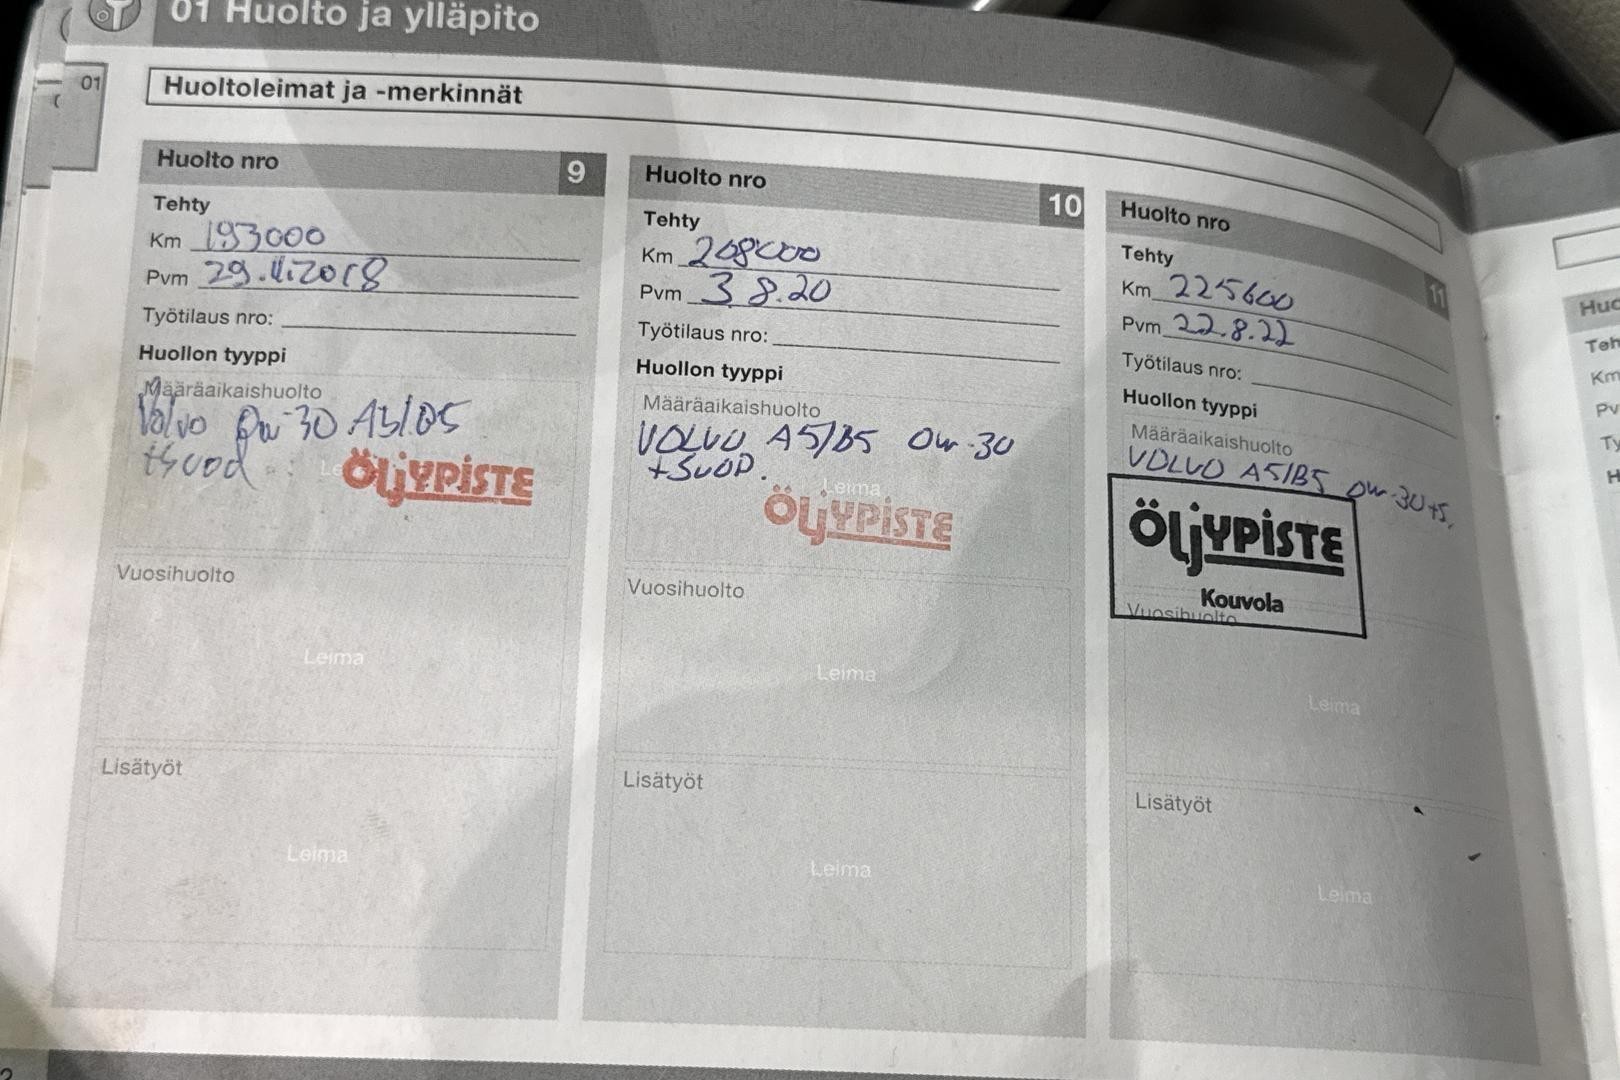 01 Huolto ja ylläpito
01
Huoltoleimat ja -merkinnät
Huolto nro 9
Tehty
Km 193000
Pvm 29.11.2018
Työtilaus nro:
Huollon tyyppi
Määräaikaishuolto
Volvo 0w-30 A5/B5
+suod
ÖLJYPISTE
Vuosihuolto
Leima
Lisätyöt
Leima
Huolto nro 10
Tehty
Km 208000
Pvm 3 8.20
Työtilaus nro:
Huollon tyyppi
Määräaikaishuolto
VOLVO A5/B5 0w-30
+SUOD.
Leima
ÖLJYPISTE
Vuosihuolto
Leima
Lisätyöt
Leima
Huolto nro 11
Tehty
Km 225600
Pvm 22.8.22
Työtilaus nro:
Huollon tyyppi
Määräaikaishuolto
VOLVO A5/B5 0w-30+S.
ÖLJYPISTE
Kouvola
Vuosihuolto
Leima
Lisätyöt
Leima